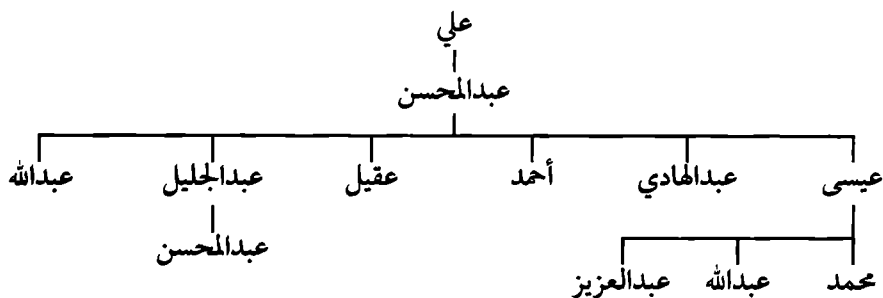 علي
عبدالمحسن
عيسى عبدالهادي أحمد عقيل عبدالجليل عبدالله
عبدالمحسن
محمد عبدالله عبدالعزيز